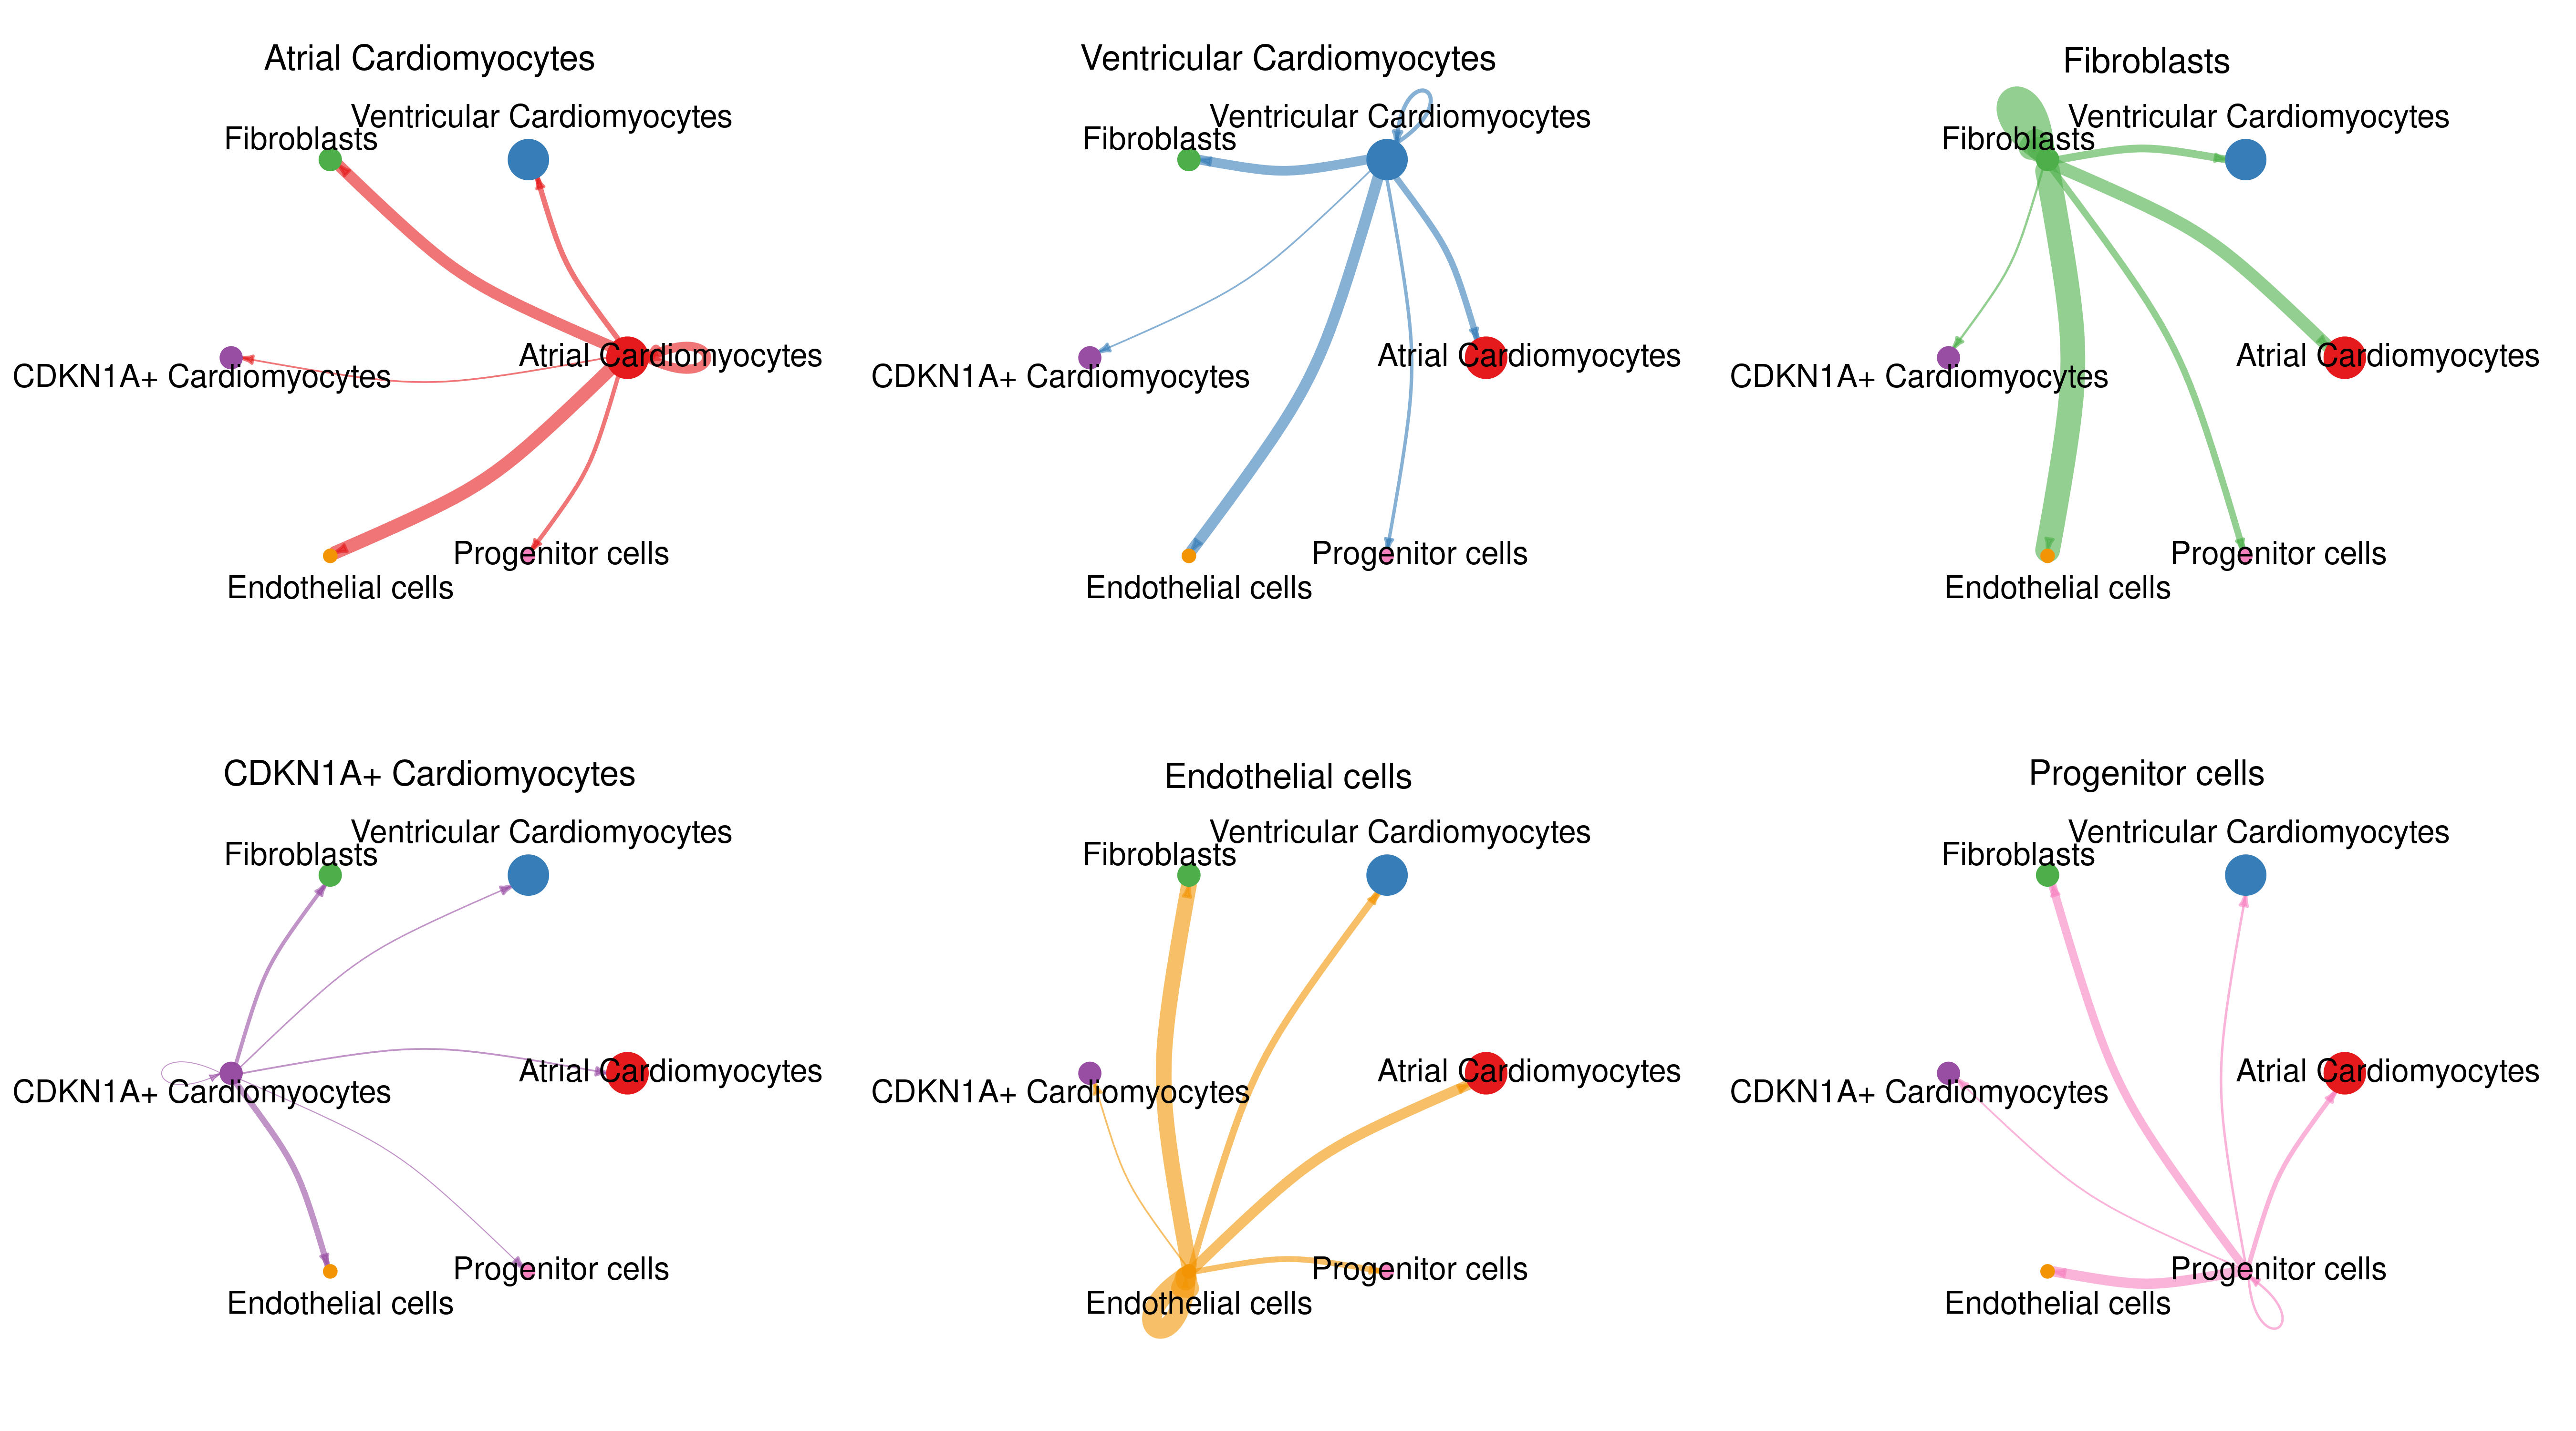 Atrial Cardiomyocytes
Ventricular Cardiomyocytes
Fibroblasts
CDKN1A+ Cardiomyocytes
Atrial Cardiomyocytes
Endothelial cells
Progenitor cells
Ventricular Cardiomyocytes
Ventricular Cardiomyocytes
Fibroblasts
CDKN1A+ Cardiomyocytes
Atrial Cardiomyocytes
Endothelial cells
Progenitor cells
Fibroblasts
Ventricular Cardiomyocytes
Fibroblasts
CDKN1A+ Cardiomyocytes
Atrial Cardiomyocytes
Endothelial cells
Progenitor cells
CDKN1A+ Cardiomyocytes
Ventricular Cardiomyocytes
Fibroblasts
CDKN1A+ Cardiomyocytes
Atrial Cardiomyocytes
Endothelial cells
Progenitor cells
Endothelial cells
Ventricular Cardiomyocytes
Fibroblasts
CDKN1A+ Cardiomyocytes
Atrial Cardiomyocytes
Endothelial cells
Progenitor cells
Progenitor cells
Ventricular Cardiomyocytes
Fibroblasts
CDKN1A+ Cardiomyocytes
Atrial Cardiomyocytes
Endothelial cells
Progenitor cells